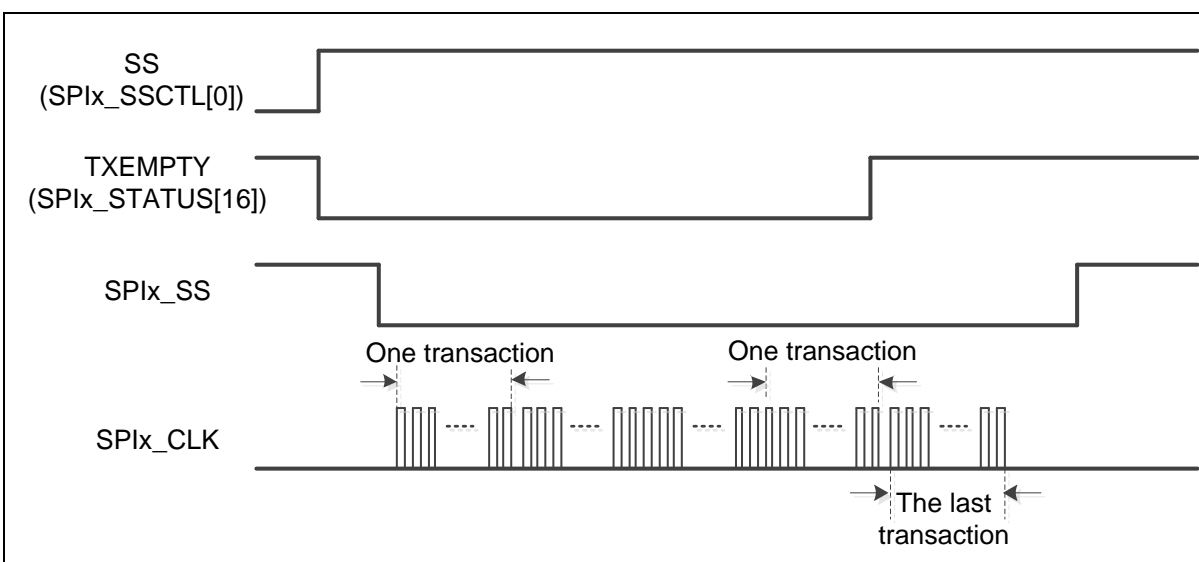 SS
(SPIx_SSCTL[0])
TXEMPTY
(SPIx_STATUS[16])
SPIx_SS
One transaction
One transaction
SPIx_CLK
The last
transaction